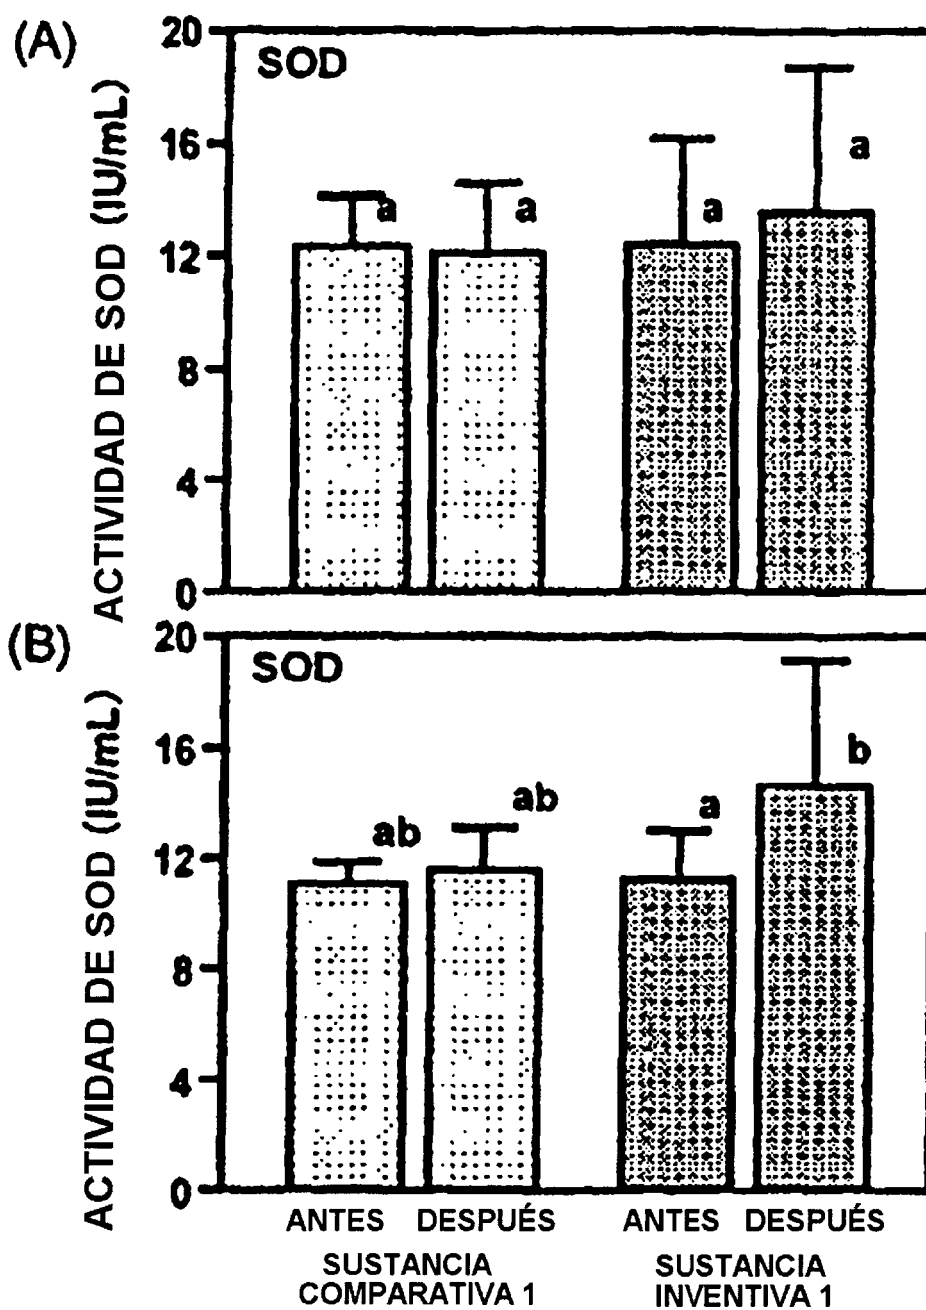 (A)
ACTIVIDAD DE SOD (IU/mL)
20
16
12
8
4
0
SOD
a
a
a
a
(B)
ACTIVIDAD DE SOD (IU/mL)
20
16
12
8
4
0
SOD
ab
ab
a
b
ANTES DESPUÉS ANTES DESPUÉS
SUSTANCIA SUSTANCIA
COMPARATIVA 1 INVENTIVA 1